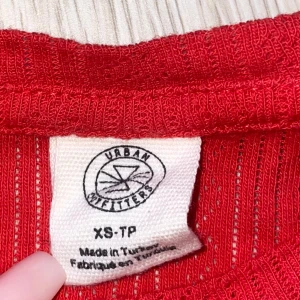 URBAN
OUTFITTERS
XS-TP
Made in Turkey
Fabriqué en Turquie